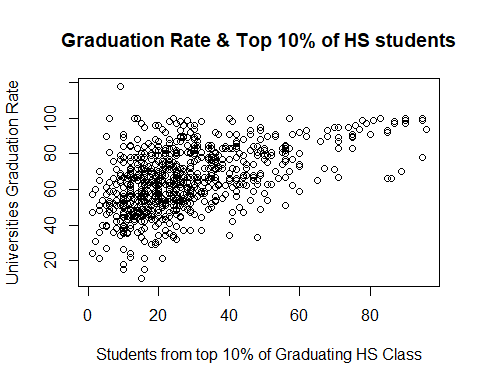 Graduation Rate & Top 10% of HS students
Universities Graduation Rate
100
80
60
40
20
0 20 40 60 80
Students from top 10% of Graduating HS Class